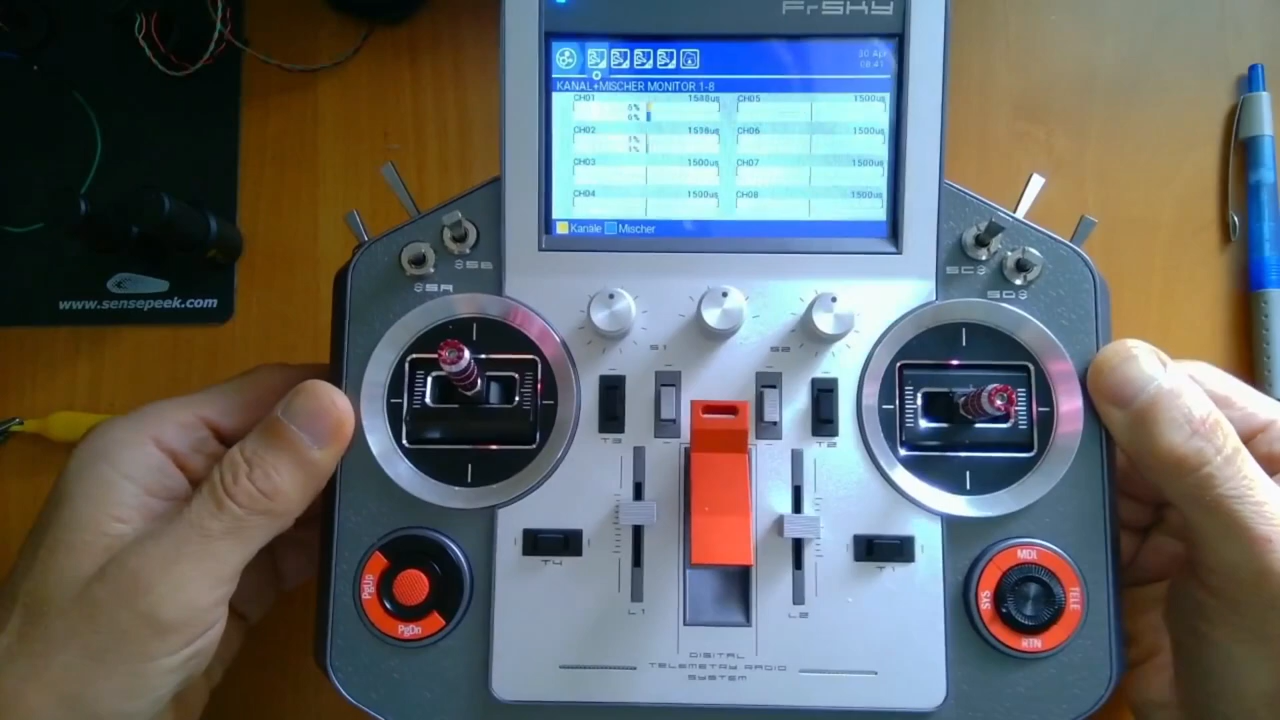 FrSKY
30 Apr
08:41
KANAL+MISCHER MONITOR 1-8
CH01
CH05
1500us
CH02
CH06
1500us
CH03
1500us
CH07
1500us
CH04
1500us
CH08
1500us
Kanäle
Mischer
www.sensepeek.com
SA
SB
SC
SD
S1
S2
T3
T2
T4
T1
L1
L2
PgUp
PgDn
MDL
SYS
TELE
RTN
DIGITAL
TELEMETRY RADIO
SYSTEM